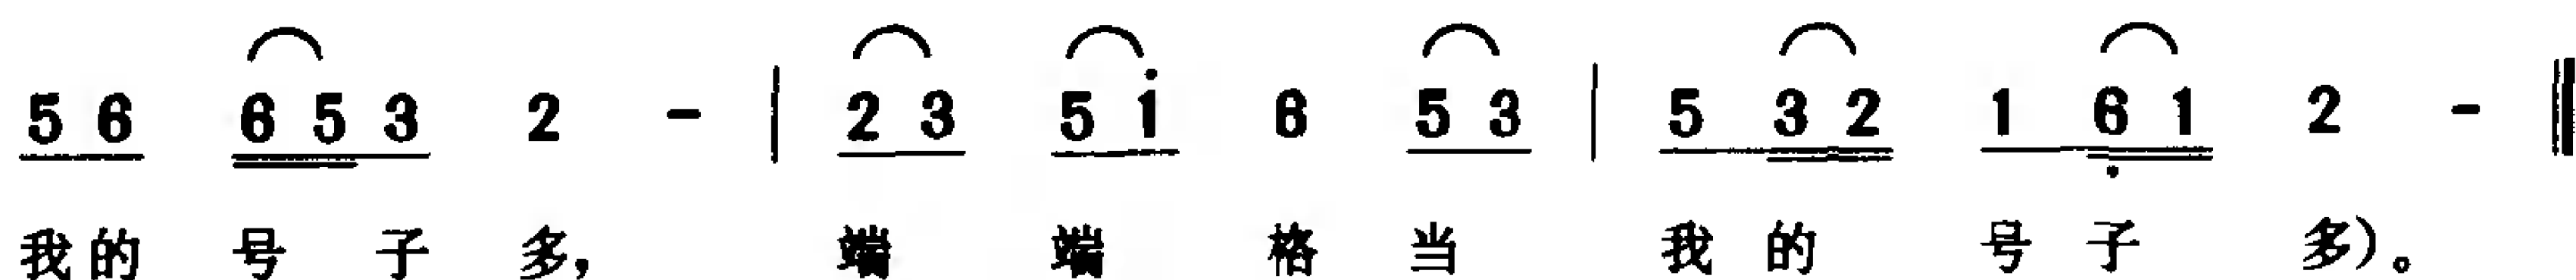 5 6 6 5 3 2 - | 2 3 5 i̇ 6 5 3 | 5 3 2 1 6̣ 1 2 - ‖
我的 号 子 多， 端 端 格 当 我 的 号 子 多）。